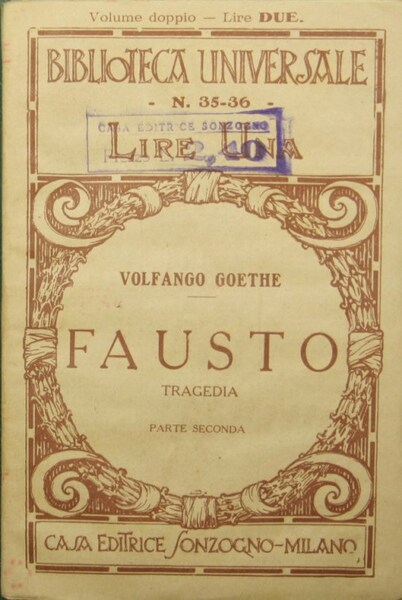 Volume doppio — Lire DUE.
BIBLIOTECA UNIVERSALE
- N. 35-36 -
CASA EDITRICE SONZOGNO
LIRE UNA
VOLFANGO GOETHE
FAUSTO
TRAGEDIA
PARTE SECONDA
CASA EDITRICE SONZOGNO-MILANO